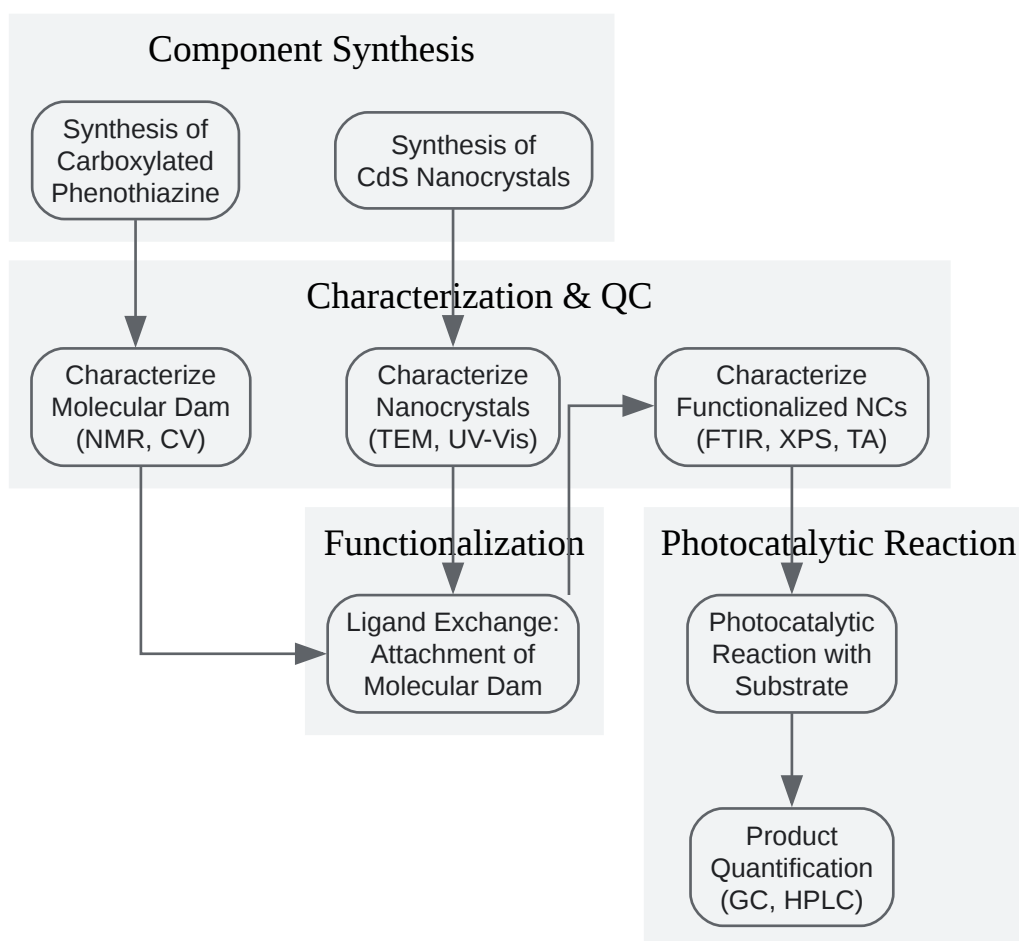 Component Synthesis
Synthesis of
Carboxylated
Phenothiazine
Synthesis of
CdS Nanocrystals
Characterization & QC
Characterize
Molecular Dam
(NMR, CV)
Characterize
Nanocrystals
(TEM, UV-Vis)
Characterize
Functionalized NCs
(FTIR, XPS, TA)
Functionalization
Ligand Exchange:
Attachment of
Molecular Dam
Photocatalytic Reaction
Photocatalytic
Reaction with
Substrate
Product
Quantification
(GC, HPLC)